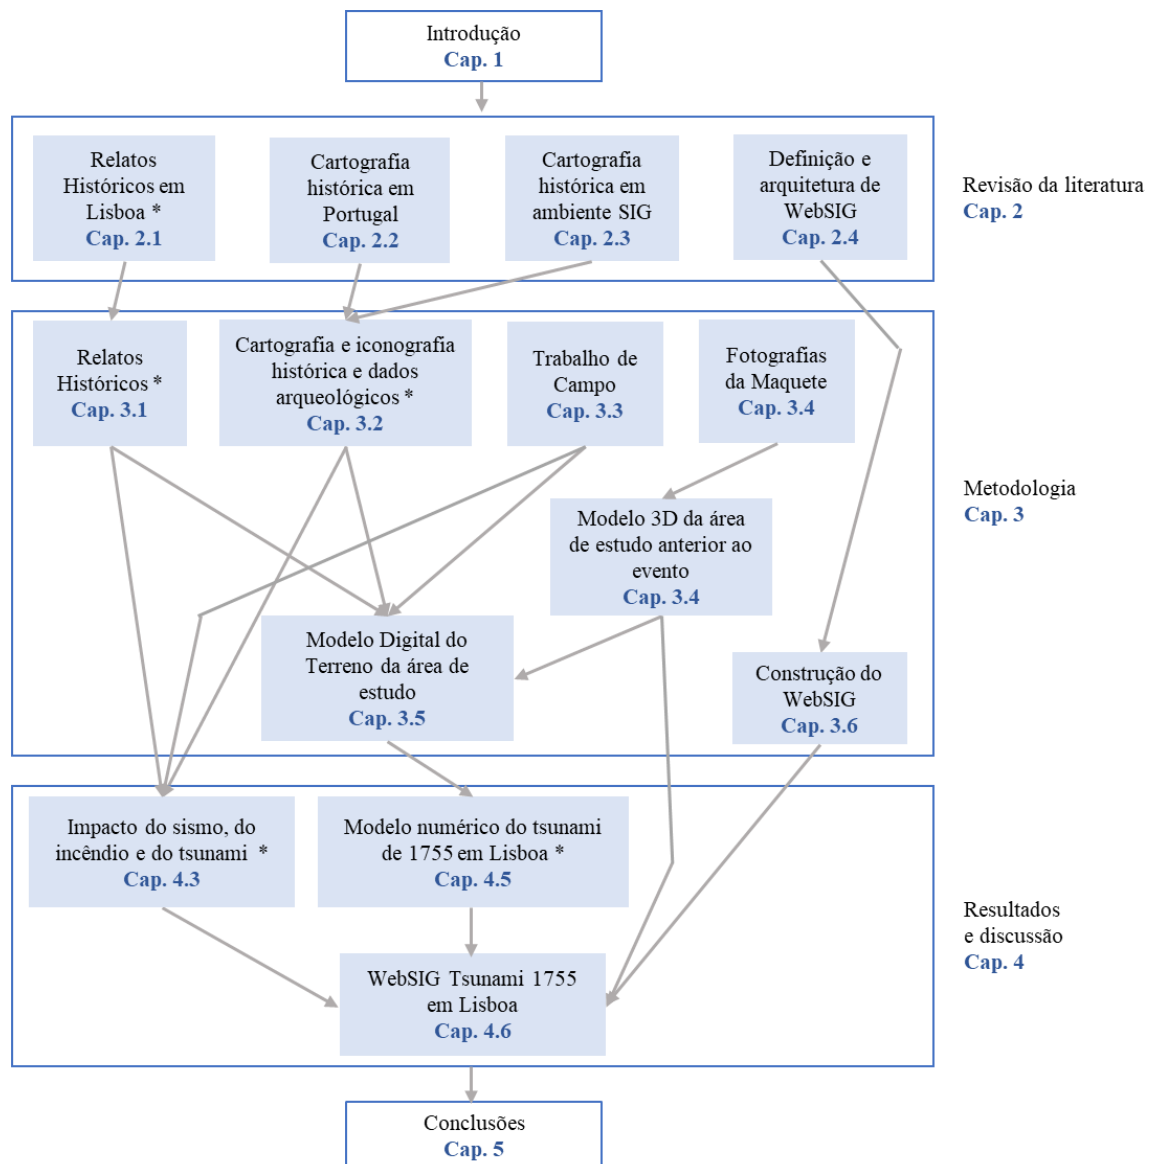 Introdução
Cap. 1
Relatos
Históricos em
Lisboa *
Cap. 2.1
Cartografia
histórica em
Portugal
Cap. 2.2
Cartografia
histórica em
ambiente SIG
Cap. 2.3
Definição e
arquitetura de
WebSIG
Cap. 2.4
Revisão da literatura
Cap. 2
Relatos
Históricos *
Cap. 3.1
Cartografia e iconografia
histórica e dados
arqueológicos *
Cap. 3.2
Trabalho de
Campo
Cap. 3.3
Fotografias
da Maquete
Cap. 3.4
Modelo 3D da área
de estudo anterior ao
evento
Cap. 3.4
Metodologia
Cap. 3
Modelo Digital do
Terreno da área de
estudo
Cap. 3.5
Construção do
WebSIG
Cap. 3.6
Impacto do sismo, do
incêndio e do tsunami *
Cap. 4.3
Modelo numérico do tsunami
de 1755 em Lisboa *
Cap. 4.5
WebSIG Tsunami 1755
em Lisboa
Cap. 4.6
Resultados
e discussão
Cap. 4
Conclusões
Cap. 5